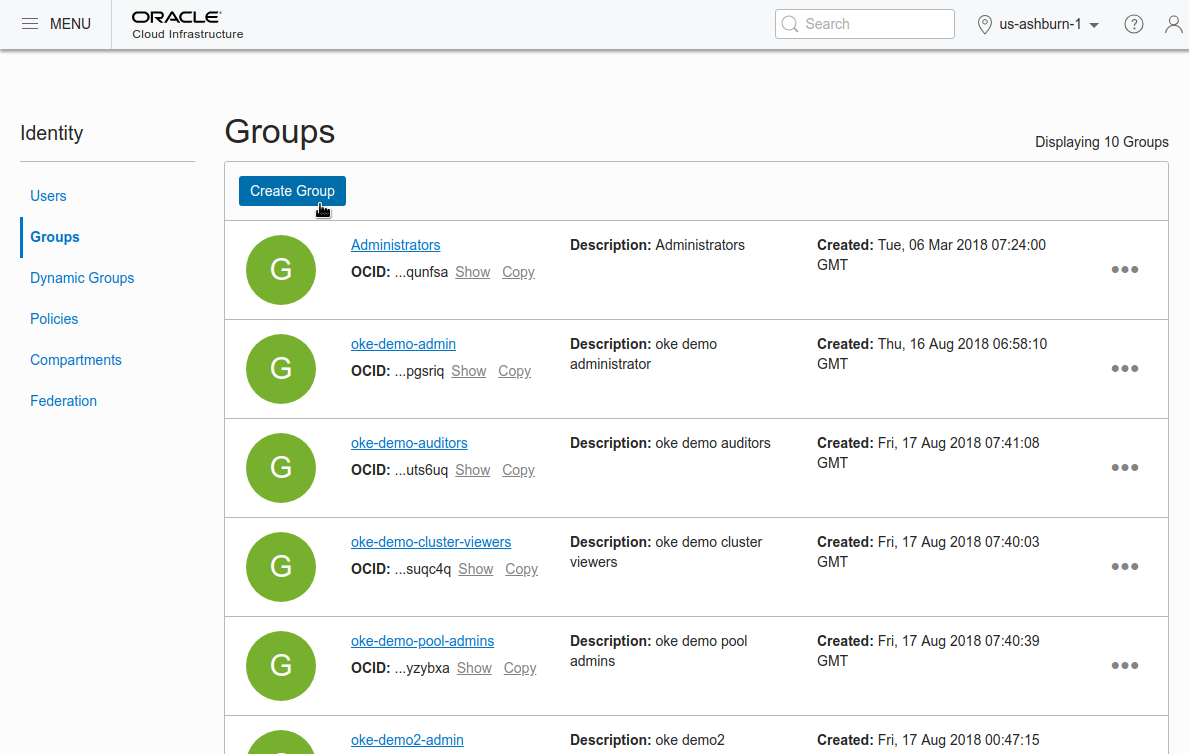 MENU
ORACLE
Cloud Infrastructure
Search
us-ashburn-1
?
Identity
Users
Groups
Dynamic Groups
Policies
Compartments
Federation
Groups
Displaying 10 Groups
Create Group
G
Administrators
OCID: ...qunfsa Show Copy
Description: Administrators
Created: Tue, 06 Mar 2018 07:24:00
GMT
G
oke-demo-admin
OCID: ...pgsriq Show Copy
Description: oke demo
administrator
Created: Thu, 16 Aug 2018 06:58:10
GMT
G
oke-demo-auditors
OCID: ...uts6uq Show Copy
Description: oke demo auditors
Created: Fri, 17 Aug 2018 07:41:08
GMT
G
oke-demo-cluster-viewers
OCID: ...suqc4q Show Copy
Description: oke demo cluster
viewers
Created: Fri, 17 Aug 2018 07:40:03
GMT
G
oke-demo-pool-admins
OCID: ...yzybxa Show Copy
Description: oke demo pool
admins
Created: Fri, 17 Aug 2018 07:40:39
GMT
oke-demo2-admin
Description: oke demo2
Created: Fri, 17 Aug 2018 00:47:15